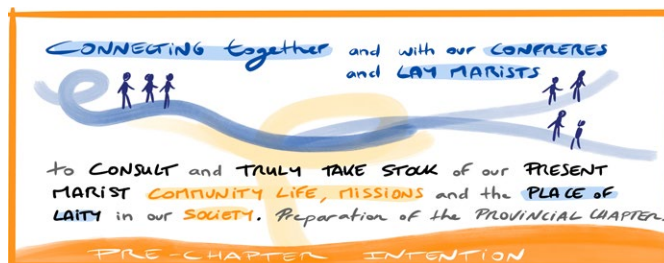 CONNECTING together and with our CONFRERES
and LAY MARISTS
to CONSULT and TRULY TAKE STOCK of our PRESENT
MARIST COMMUNITY LIFE, MISSIONS and the PLACE OF
LAITY in our SOCIETY. Preparation of the PROVINCIAL CHAPTER.
PRE-CHAPTER INTENTION